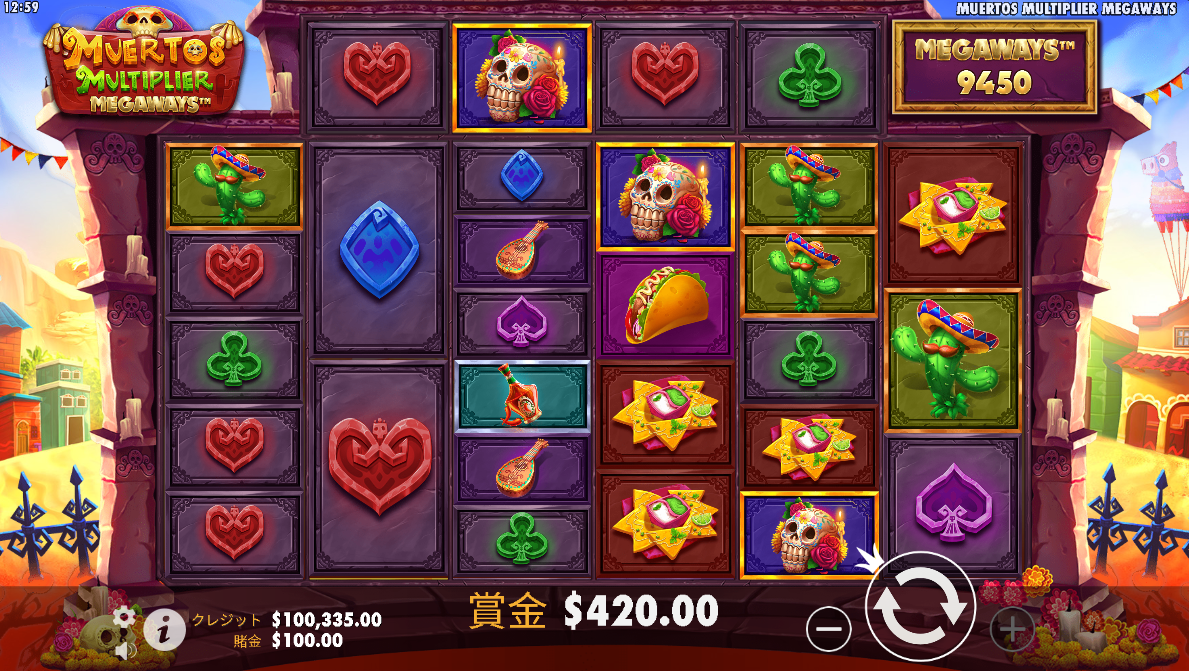 12:59
MUERTOS MULTIPLIER MEGAWAYS
MUERTOS
MULTIPLIER
MEGAWAYS™
MEGAWAYS™
9450
クレジット $100,335.00
賭金 $100.00
賞金 $420.00